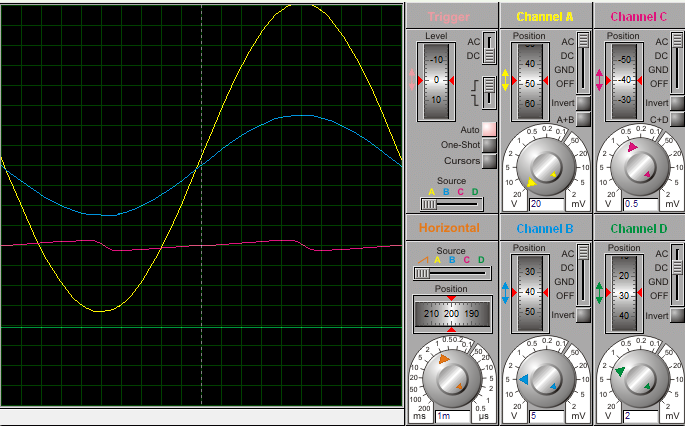 Trigger
Level
-10
0
10
AC
DC
Auto
One-Shot
Cursors
Source
A B C D
Channel A
Position
40
50
60
AC
DC
GND
OFF
Invert
A+B
0.5 0.2 0.1
1 50
2 20
5 10
10 5
20 2
V 20 mV
Channel C
Position
-50
-40
-30
AC
DC
GND
OFF
Invert
C+D
0.5 0.2 0.1
1 50
2 20
5 10
10 5
20 2
V 0.5 mV
Horizontal
Source
A B C D
Position
210 200 190
1 0.5 0.2 0.1
2 50
5 20
10 10
20 5
50 2
100 1
200 0.5
ms 1m µs
Channel B
Position
30
40
50
AC
DC
GND
OFF
Invert
0.5 0.2 0.1
1 50
2 20
5 10
10 5
20 2
V 5 mV
Channel D
Position
20
30
40
AC
DC
GND
OFF
Invert
0.5 0.2 0.1
1 50
2 20
5 10
10 5
20 2
V 2 mV